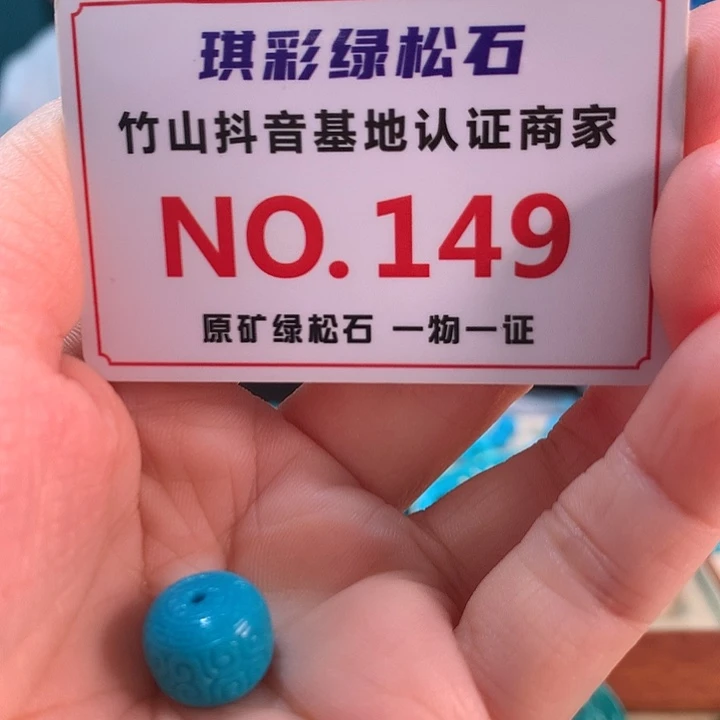 琪彩绿松石
竹山抖音基地认证商家
NO.149
原矿绿松石 一物一证